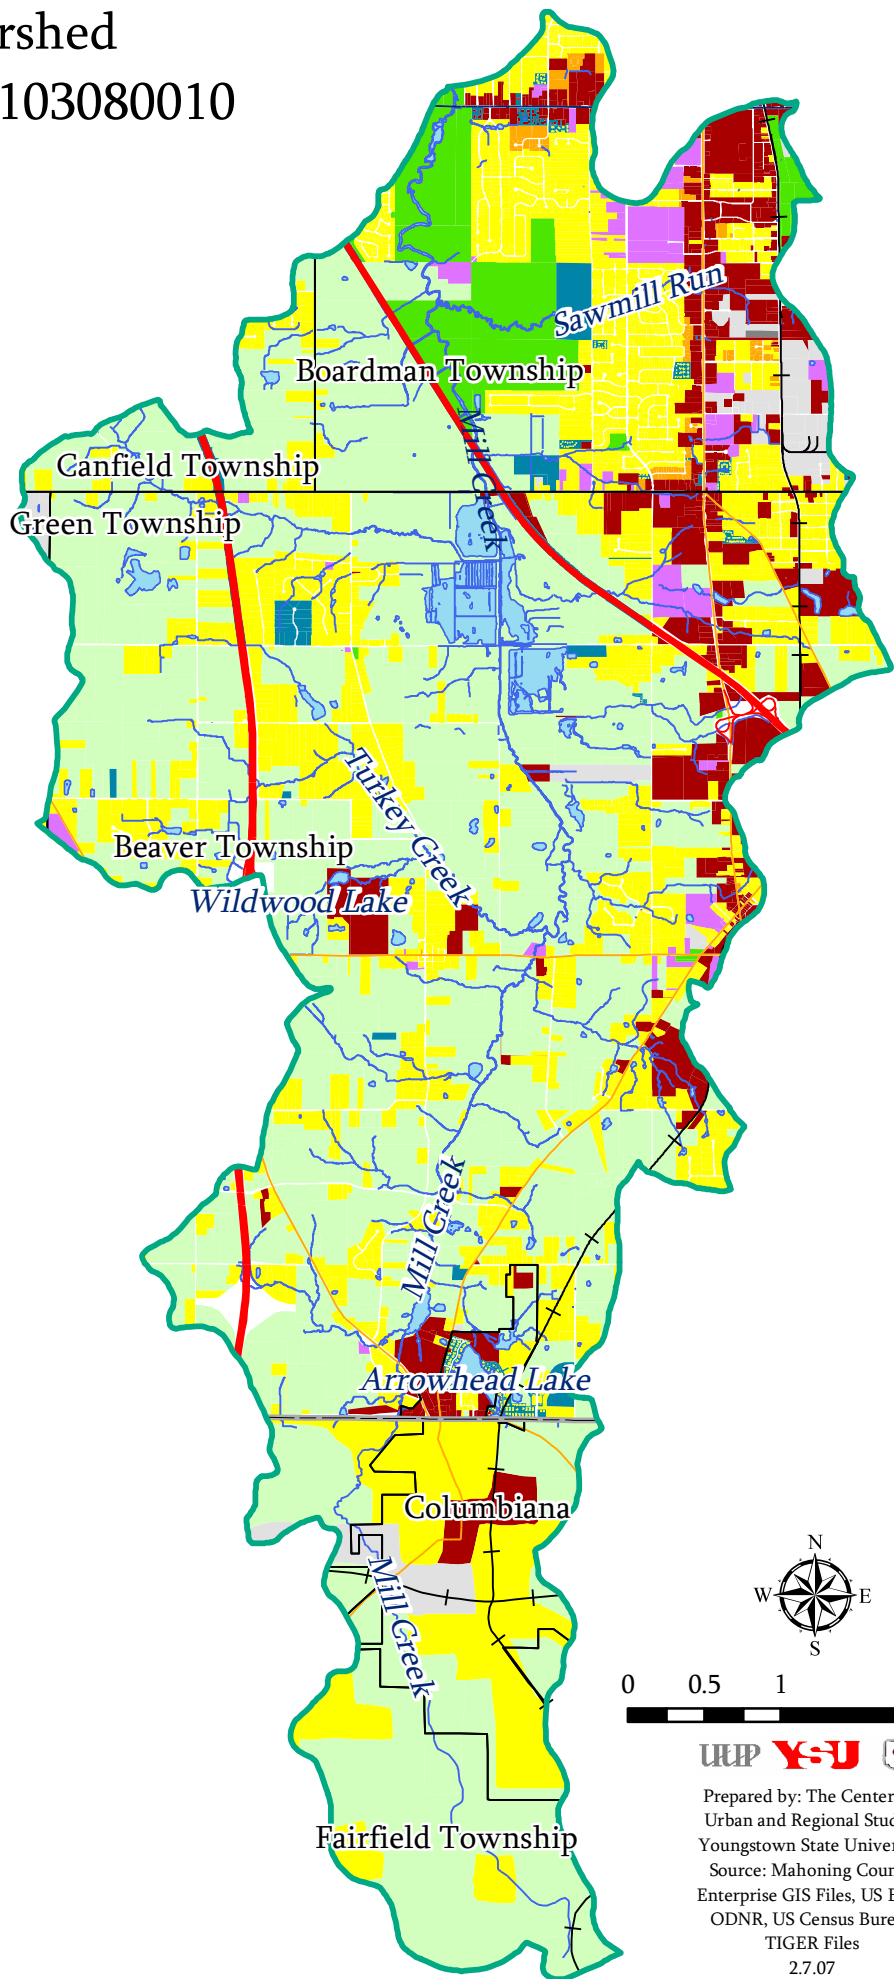 rshed
103080010
Sawmill Run
Boardman Township
Mill Creek
Canfield Township
Green Township
Turkey Creek
Beaver Township
Wildwood Lake
Mill Creek
Arrowhead Lake
Columbiana
Mill Creek
N
W E
S
0 0.5 1
UUP YSU
Prepared by: The Center
Urban and Regional Stud
Youngstown State Univer
Source: Mahoning Coun
Enterprise GIS Files, US E
ODNR, US Census Bure
TIGER Files
2.7.07
Fairfield Township